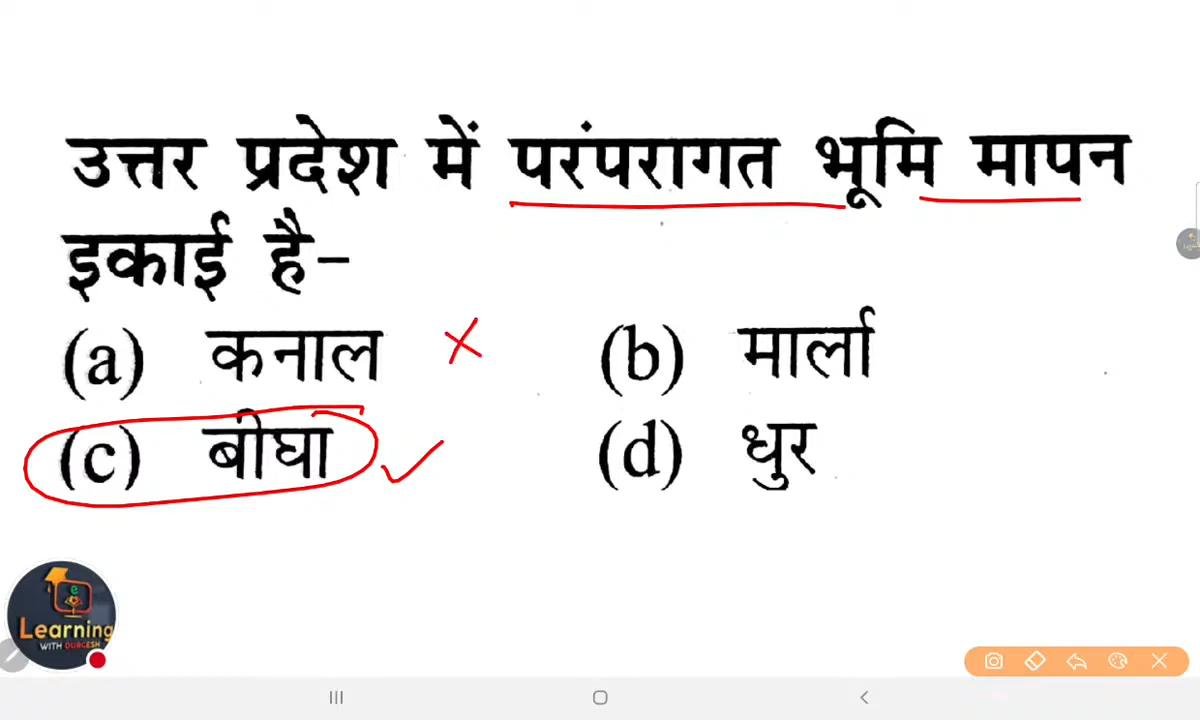 उत्तर प्रदेश में परंपरागत भूमि मापन
इकाई है-
(a) कनाल (b) मार्ला
(c) बीघा (d) धुर
e
Learning
WITH DURGESH